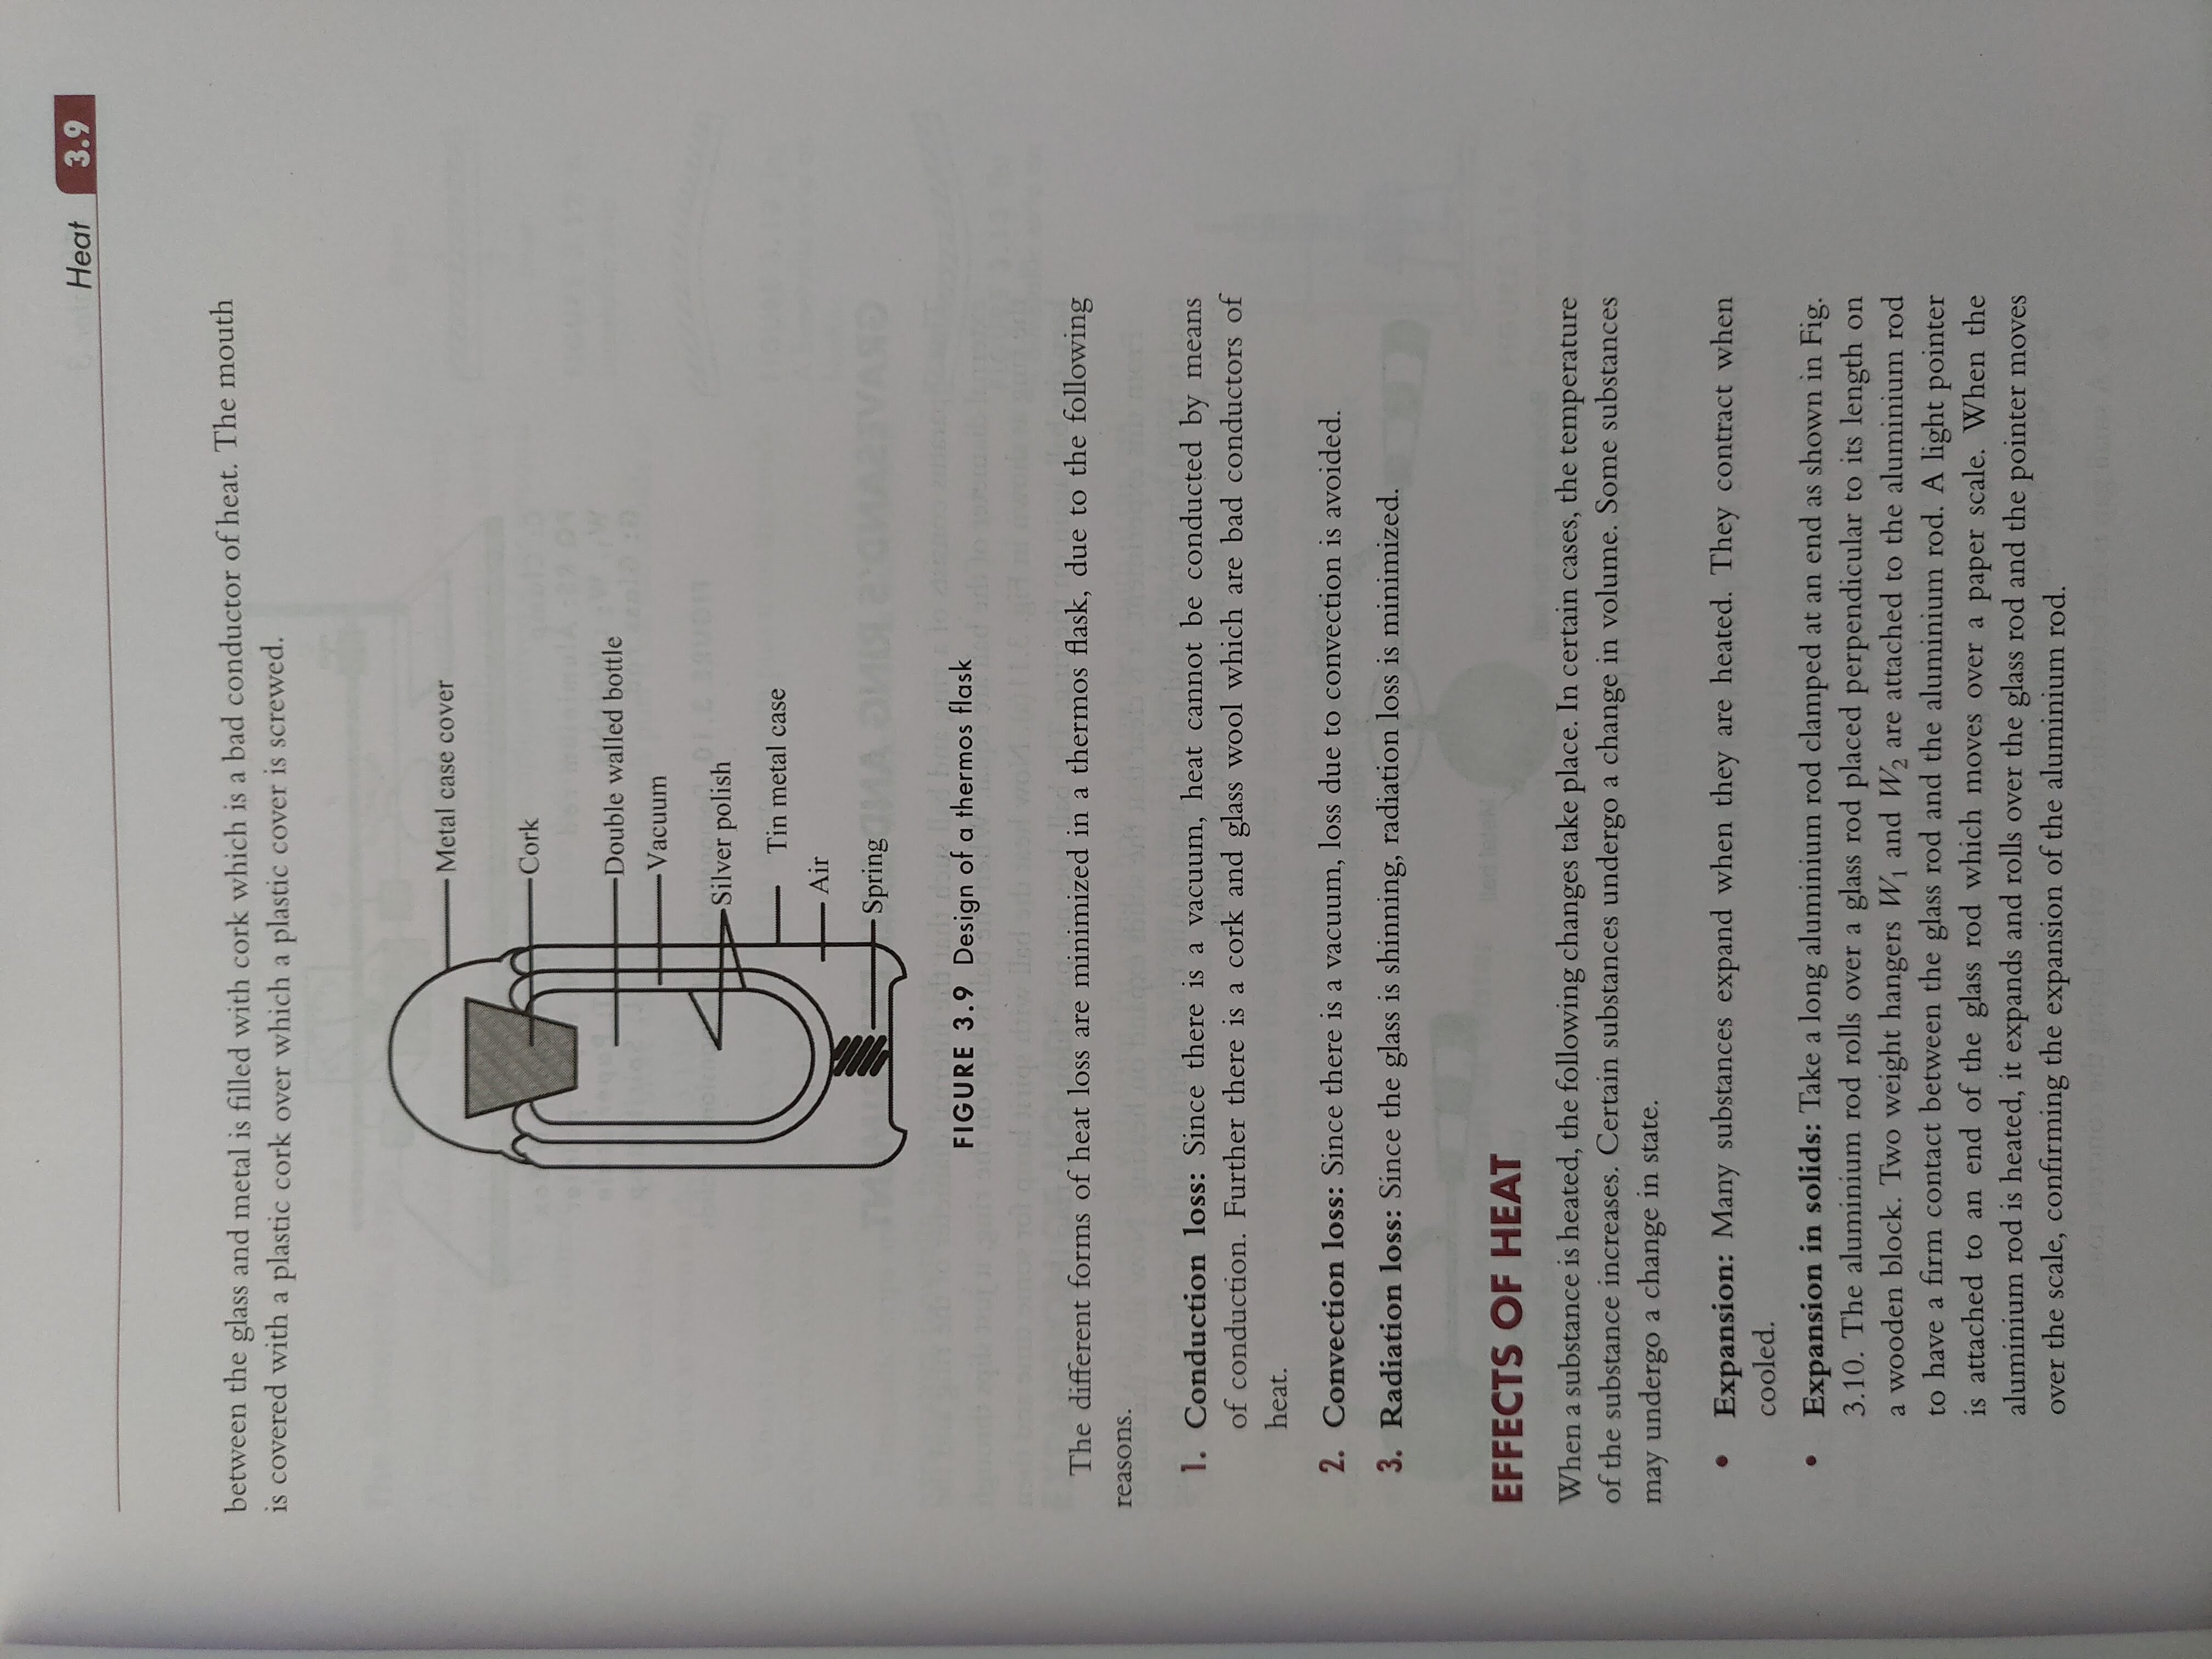 Heat 3.9
between the glass and metal is filled with cork which is a bad conductor of heat. The mouth
is covered with a plastic cork over which a plastic cover is screwed.
Metal case cover
Cork
Double walled bottle
Vacuum
Silver polish
Tin metal case
Air
Spring
FIGURE 3.9 Design of a thermos flask
The different forms of heat loss are minimized in a thermos flask, due to the following
reasons.
1. Conduction loss: Since there is a vacuum, heat cannot be conducted by means
of conduction. Further there is a cork and glass wool which are bad conductors of
heat.
2. Convection loss: Since there is a vacuum, loss due to convection is avoided.
3. Radiation loss: Since the glass is shinning, radiation loss is minimized.
EFFECTS OF HEAT
When a substance is heated, the following changes take place. In certain cases, the temperature
of the substance increases. Certain substances undergo a change in volume. Some substances
may undergo a change in state.
• Expansion: Many substances expand when they are heated. They contract when
cooled.
• Expansion in solids: Take a long aluminium rod clamped at an end as shown in Fig.
3.10. The aluminium rod rolls over a glass rod placed perpendicular to its length on
a wooden block. Two weight hangers W₁ and W₂ are attached to the aluminium rod
to have a firm contact between the glass rod and the aluminium rod. A light pointer
is attached to an end of the glass rod which moves over a paper scale. When the
aluminium rod is heated, it expands and rolls over the glass rod and the pointer moves
over the scale, confirming the expansion of the aluminium rod.